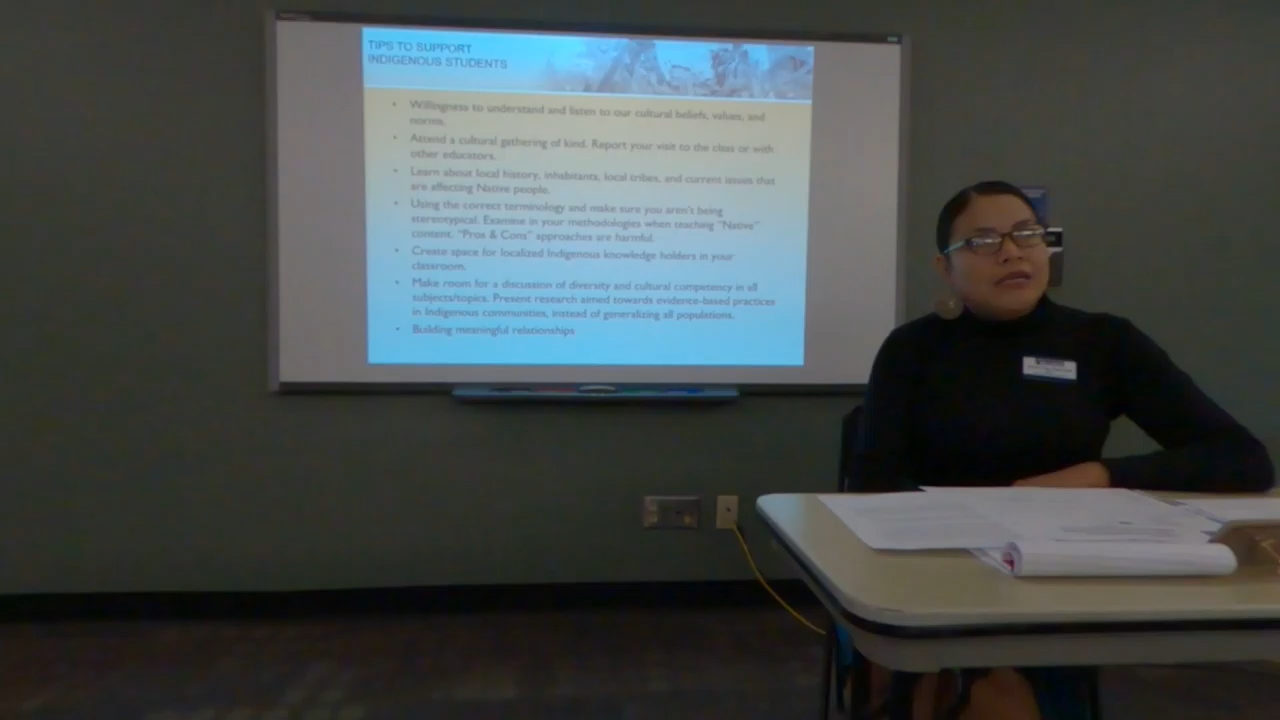 TIPS TO SUPPORT
INDIGENOUS STUDENTS
• Willingness to understand and listen to our cultural beliefs, values, and
norms.
• Attend a cultural gathering of kind. Report your visit to the class or with
other educators.
• Learn about local history, inhabitants, local tribes, and current issues that
are affecting Native people.
• Using the correct terminology and make sure you aren't being
stereotypical. Examine in your methodologies when teaching "Native"
content. "Pros & Cons" approaches are harmful.
• Create space for localized Indigenous knowledge holders in your
classroom.
• Make room for a discussion of diversity and cultural competency in all
subjects/topics. Present research aimed towards evidence-based practices
in Indigenous communities, instead of generalizing all populations.
• Building meaningful relationships